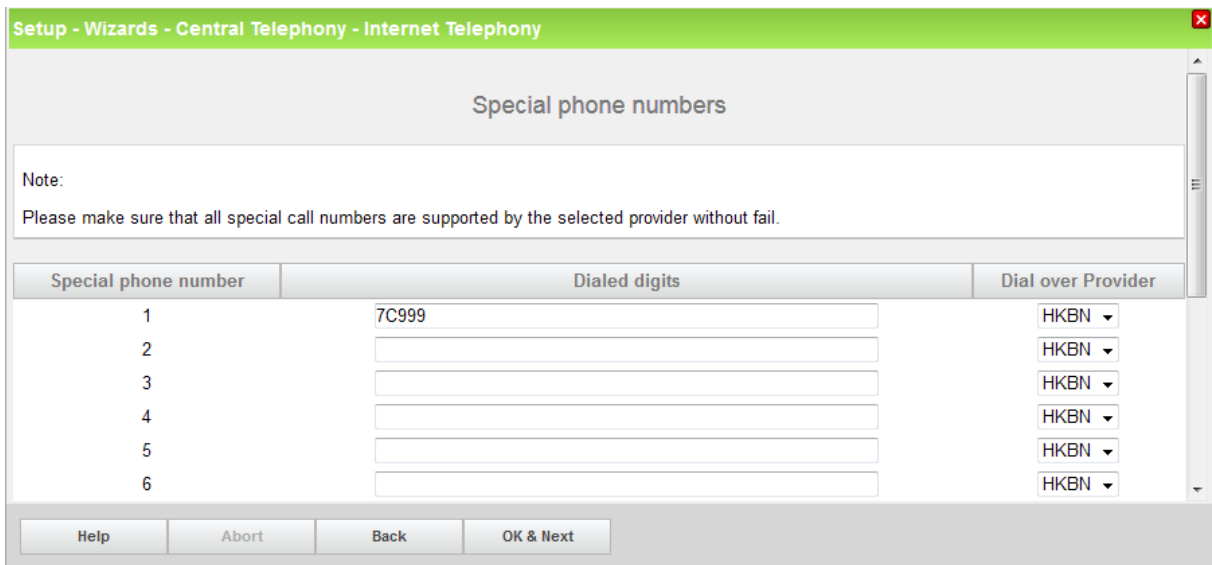 Setup - Wizards - Central Telephony - Internet Telephony
Special phone numbers
Note:
Please make sure that all special call numbers are supported by the selected provider without fail.
Special phone number Dialed digits Dial over Provider
1 7C999 HKBN
2 HKBN
3 HKBN
4 HKBN
5 HKBN
6 HKBN
Help Abort Back OK & Next